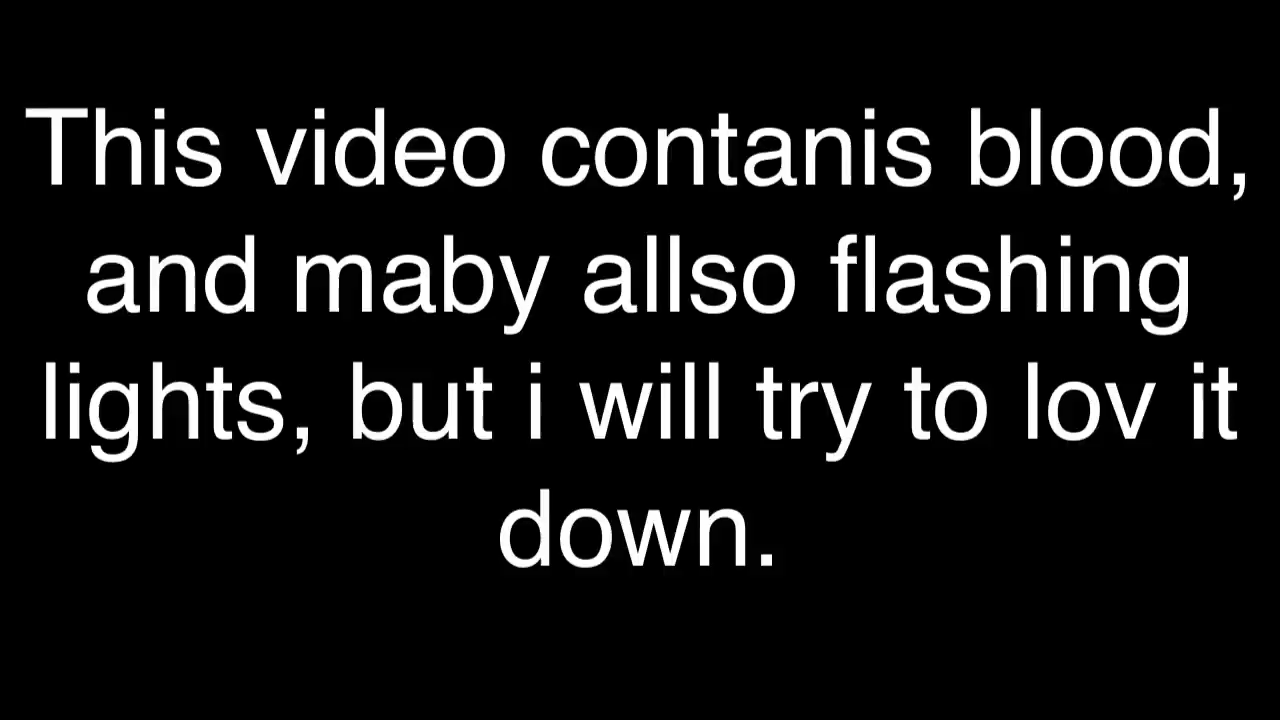 This video contanis blood,
and maby allso flashing
lights, but i will try to lov it
down.